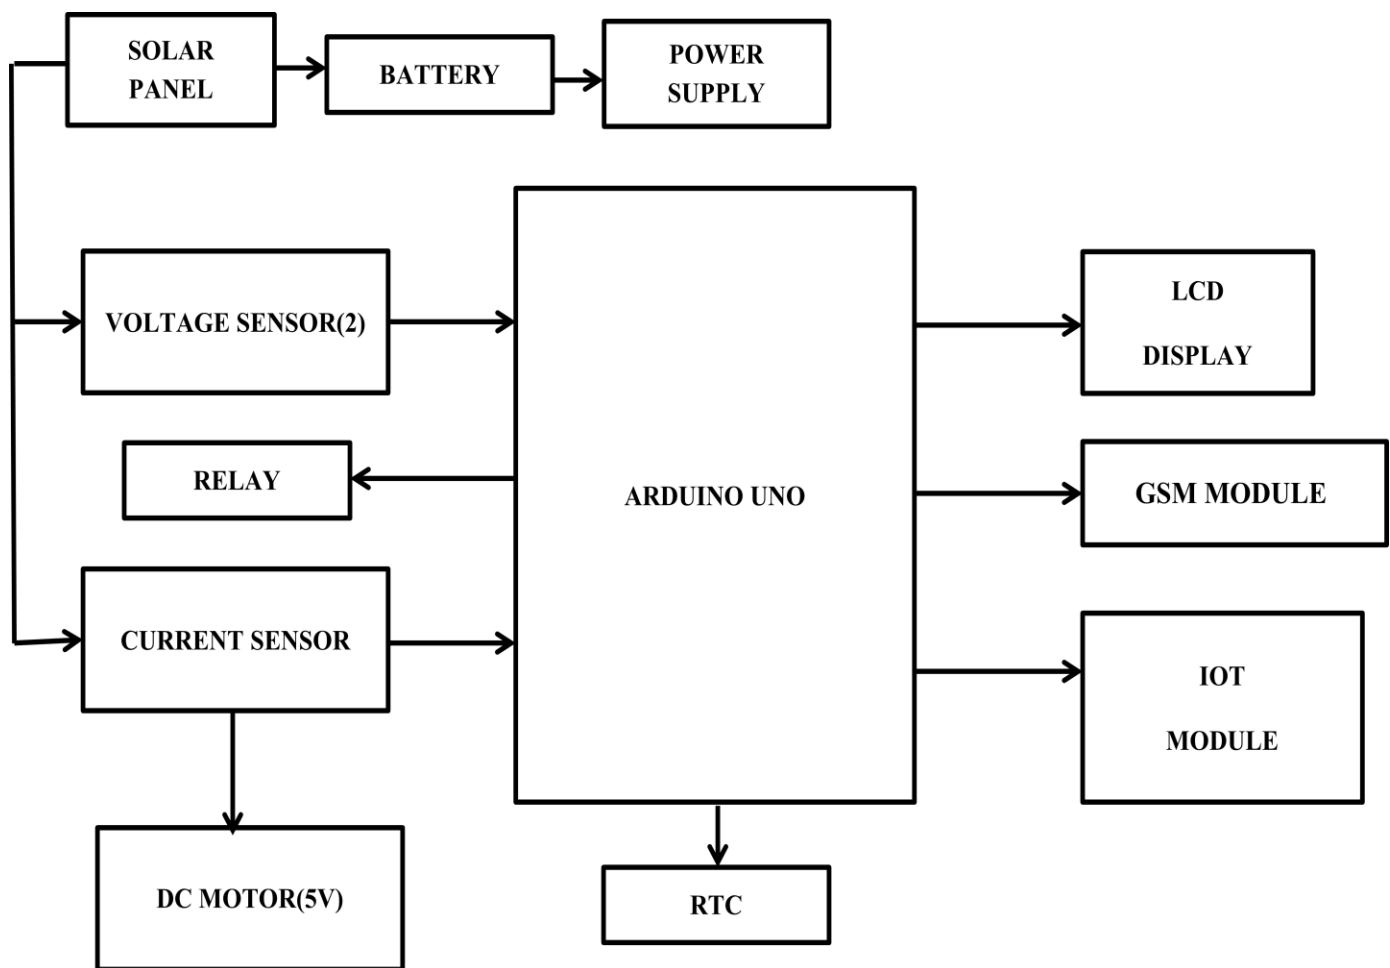 SOLAR
PANEL
BATTERY
POWER
SUPPLY
VOLTAGE SENSOR(2)
LCD
DISPLAY
RELAY
ARDUINO UNO
GSM MODULE
CURRENT SENSOR
IOT
MODULE
DC MOTOR(5V)
RTC